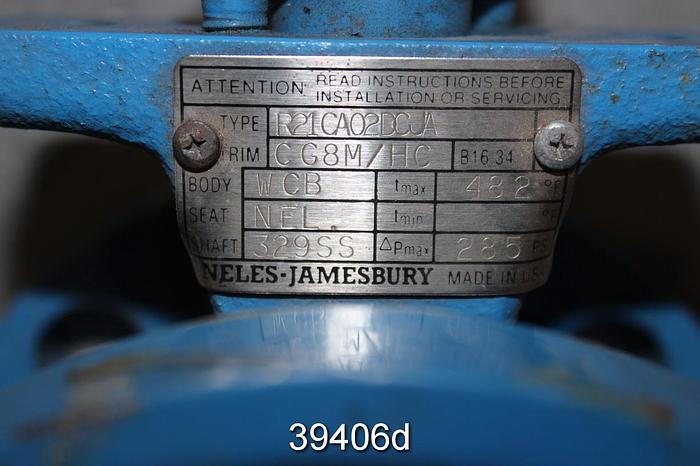 ATTENTION READ INSTRUCTIONS BEFORE
INSTALLATION OR SERVICING
TYPE R21CA02DCJA
TRIM CG8M/HC B16.34
BODY WCB tmax 482 °F
SEAT NEL. tmin °F
SHAFT 329SS ΔPmax 285 PSI
NELES-JAMESBURY MADE IN USA
39406d